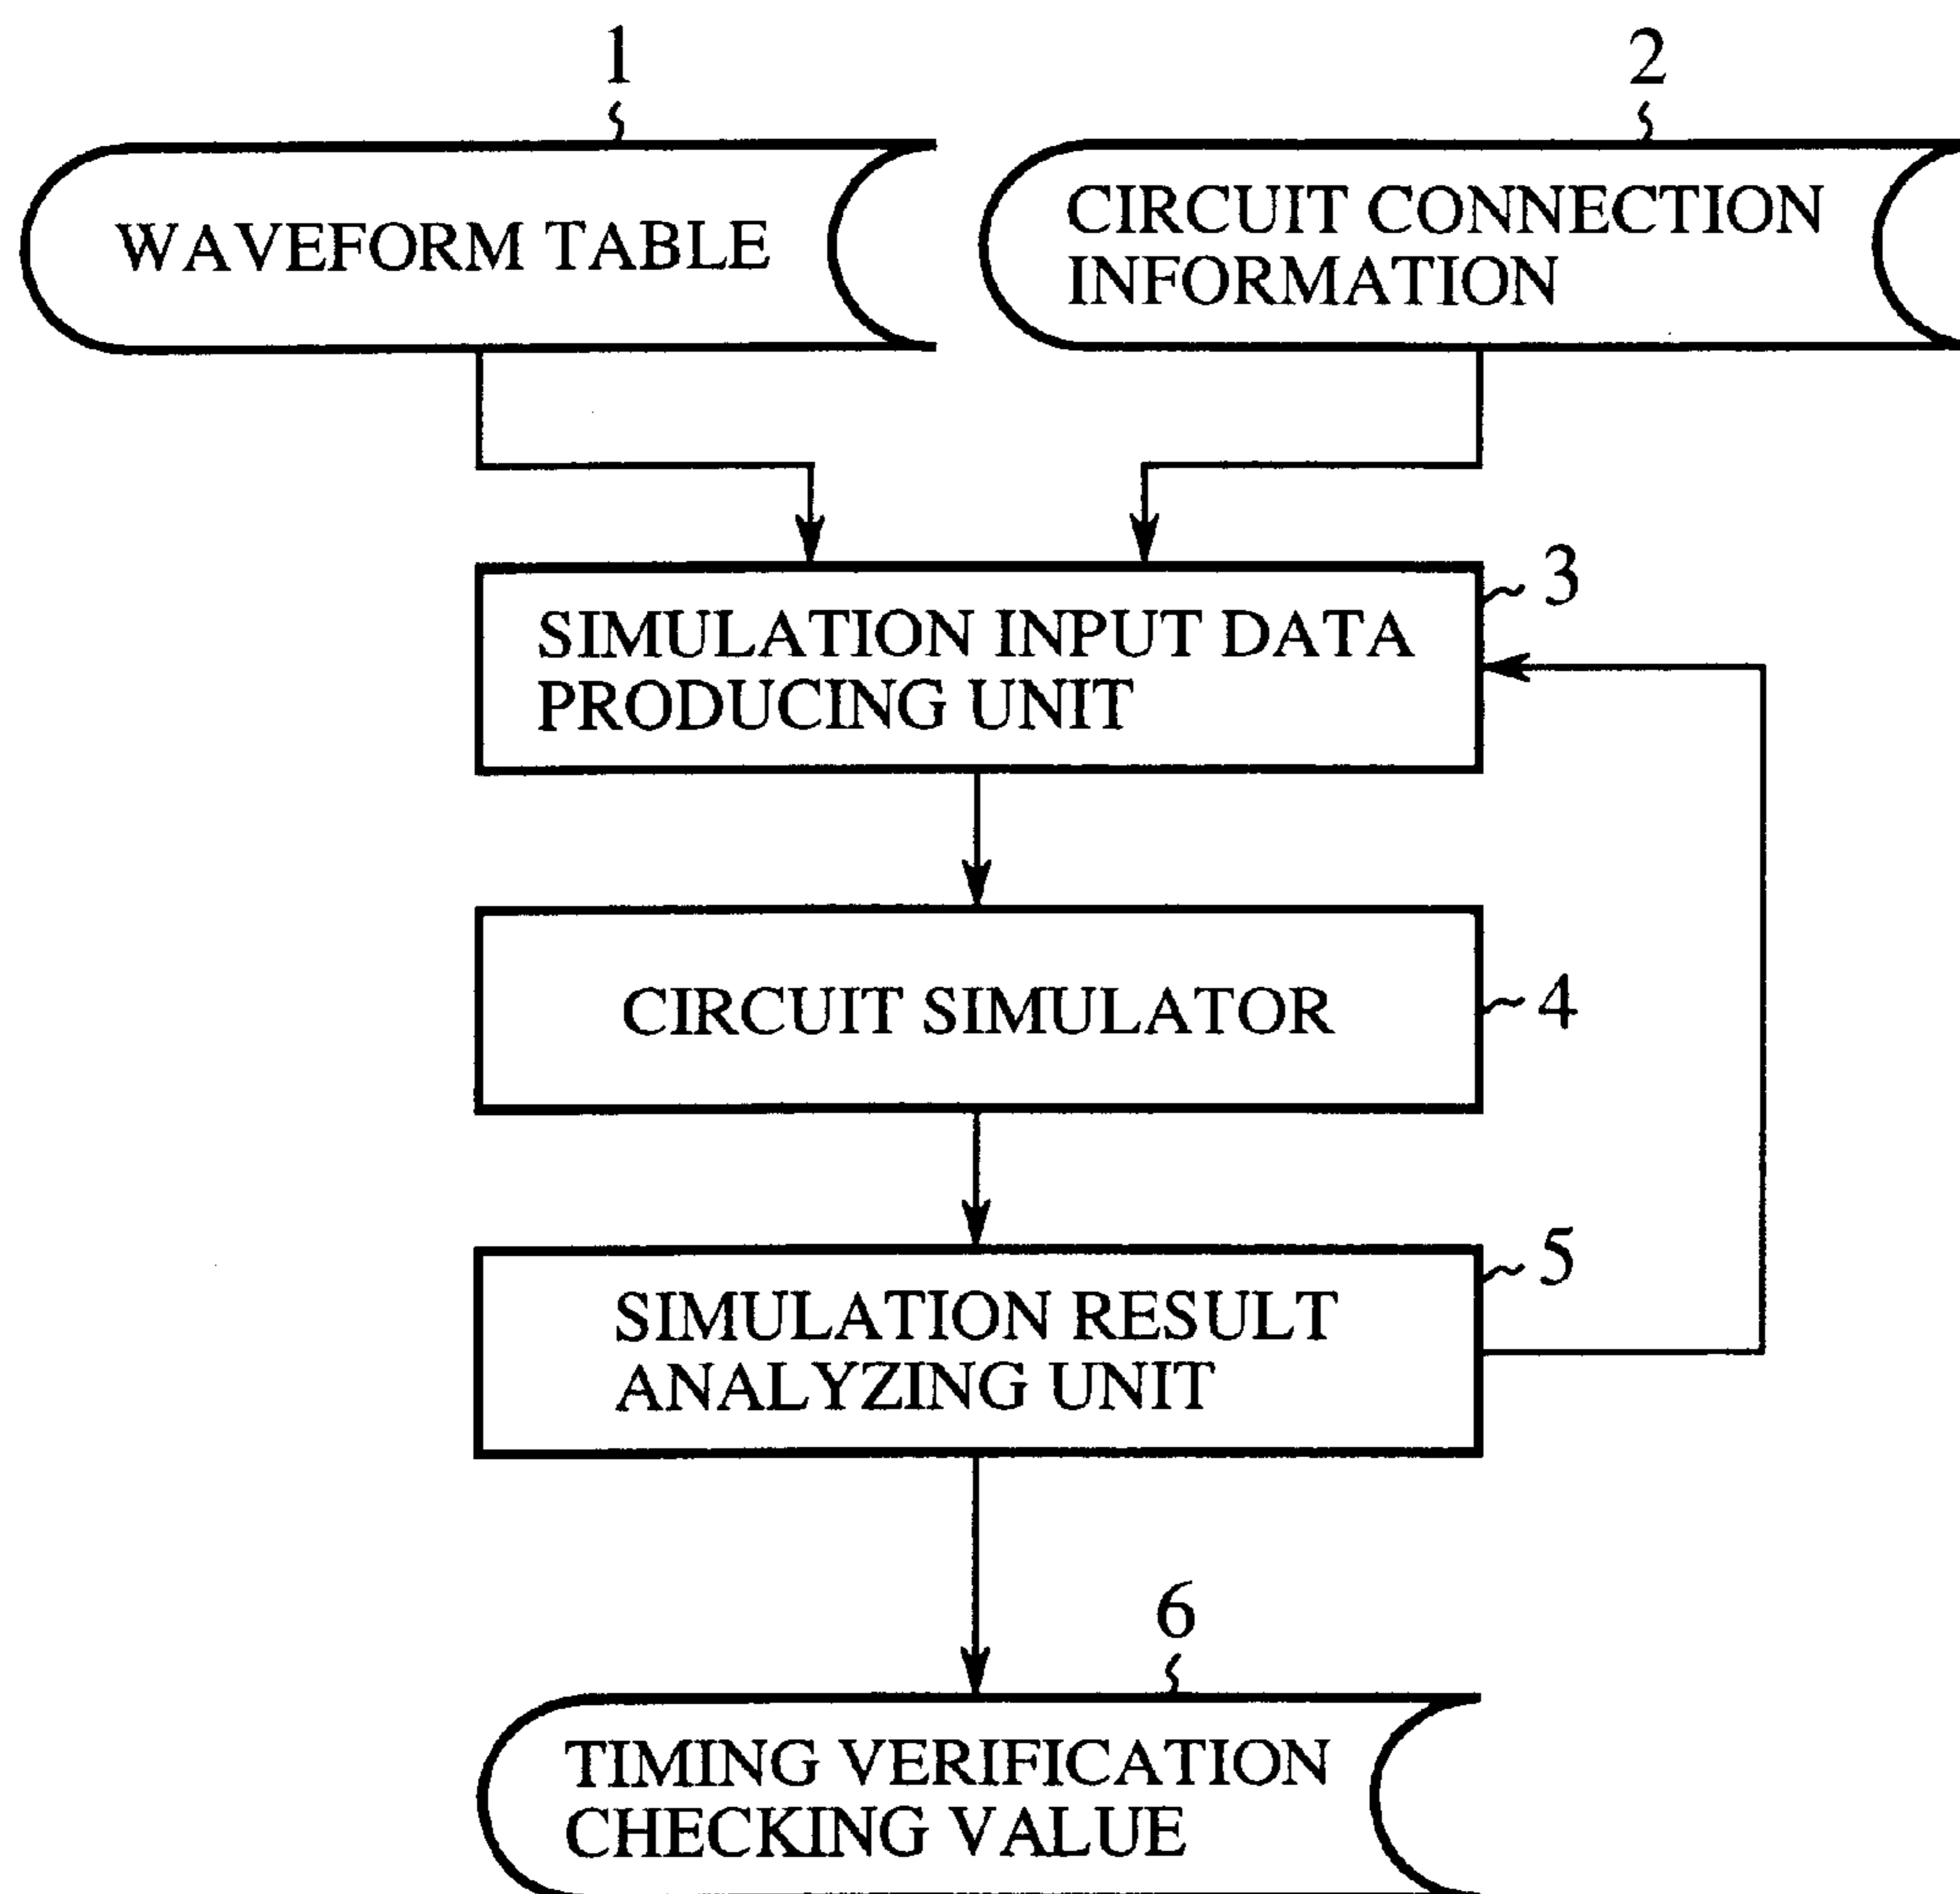 1
2
WAVEFORM TABLE
CIRCUIT CONNECTION
INFORMATION
3
SIMULATION INPUT DATA
PRODUCING UNIT
CIRCUIT SIMULATOR
4
5
SIMULATION RESULT
ANALYZING UNIT
6
TIMING VERIFICATION
CHECKING VALUE